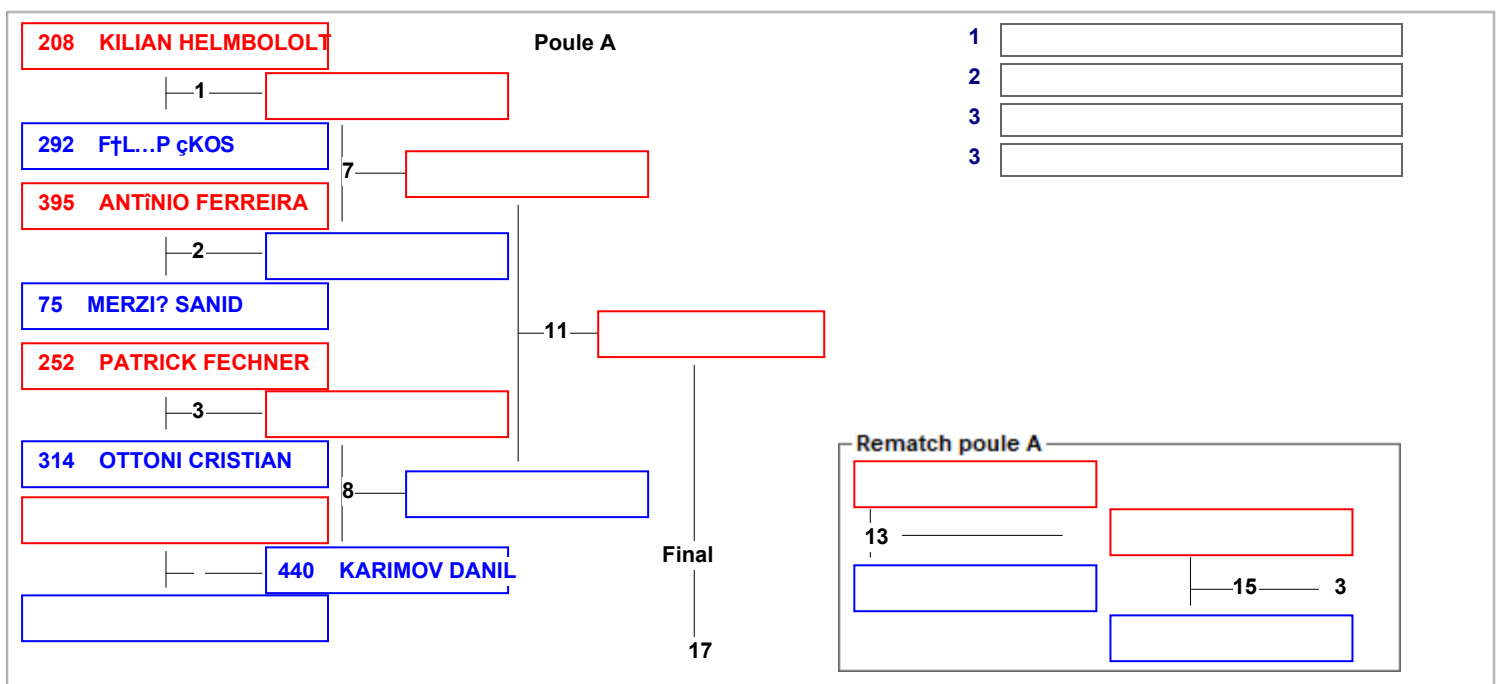 208 KILIAN HELMBOLOLT
Poule A
1
1
292 F†L…P çKOS
7
395 ANTîNIO FERREIRA
2
75 MERZI? SANID
11
252 PATRICK FECHNER
3
314 OTTONI CRISTIAN
8
440 KARIMOV DANIL
Final
17
1
2
3
3
Rematch poule A
13
15
3